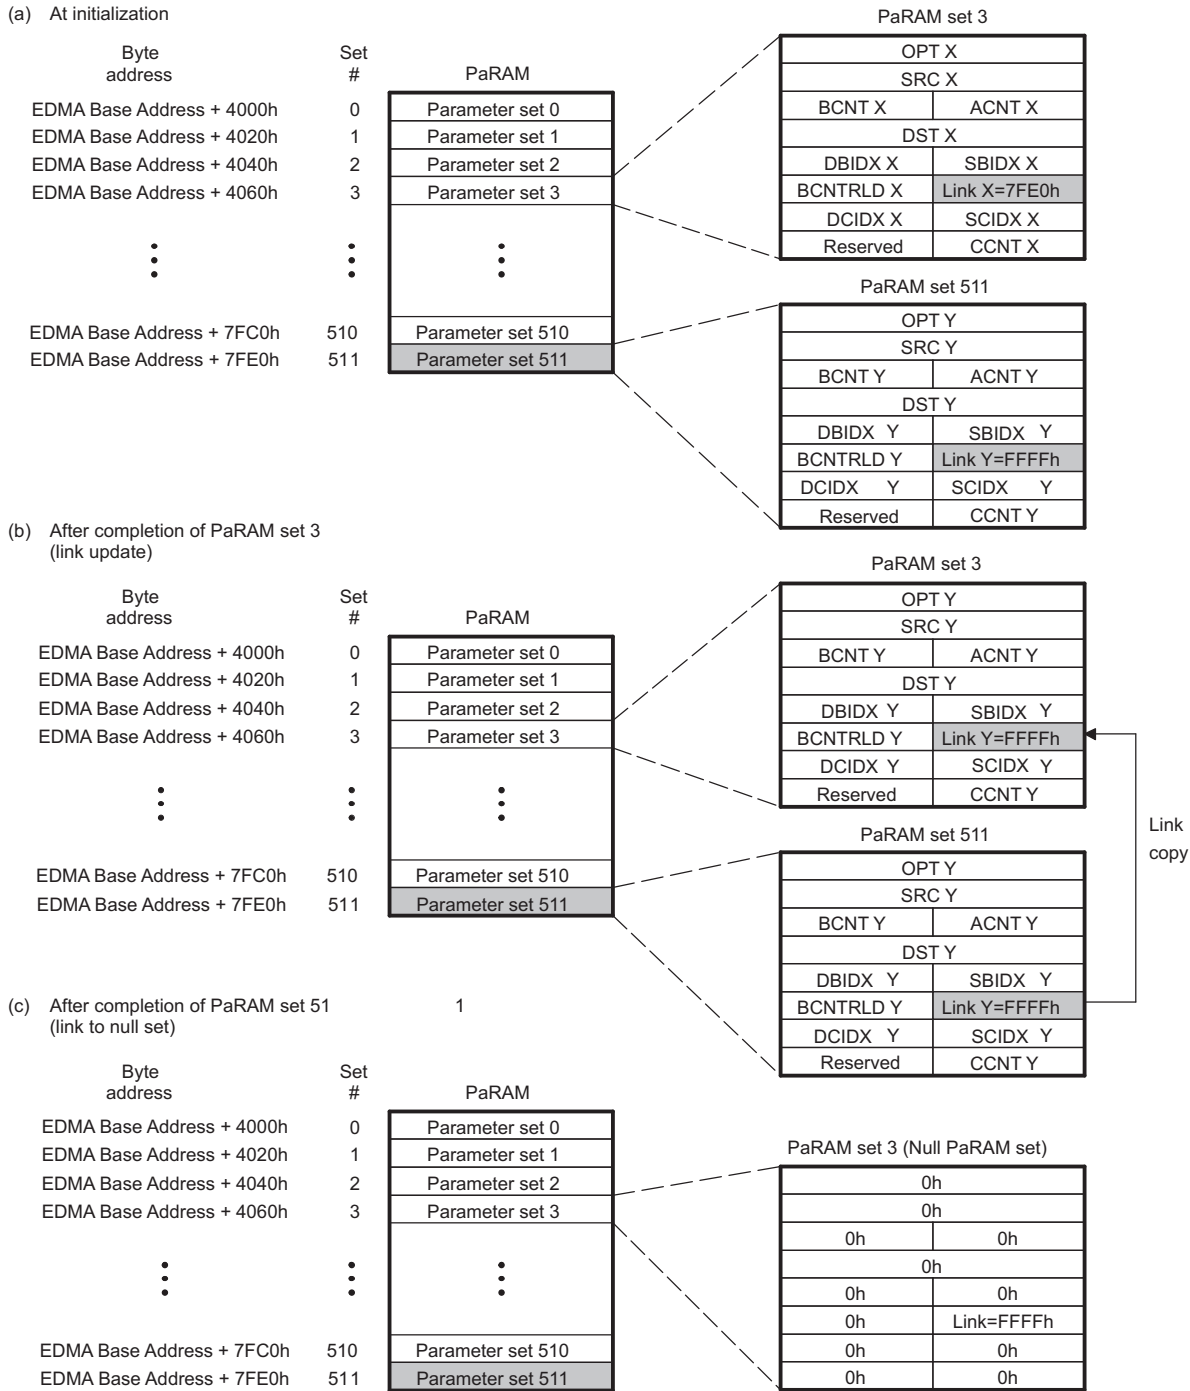 (a) At initialization
Byte address
Set #
PaRAM
EDMA Base Address + 4000h 0 Parameter set 0
EDMA Base Address + 4020h 1 Parameter set 1
EDMA Base Address + 4040h 2 Parameter set 2
EDMA Base Address + 4060h 3 Parameter set 3
EDMA Base Address + 7FC0h 510 Parameter set 510
EDMA Base Address + 7FE0h 511 Parameter set 511
PaRAM set 3
OPT X
SRC X
BCNT X ACNT X
DST X
DBIDX X SBIDX X
BCNTRLD X Link X=7FE0h
DCIDX X SCIDX X
Reserved CCNT X
PaRAM set 511
OPT Y
SRC Y
BCNT Y ACNT Y
DST Y
DBIDX Y SBIDX Y
BCNTRLD Y Link Y=FFFFh
DCIDX Y SCIDX Y
Reserved CCNT Y
(b) After completion of PaRAM set 3
(link update)
Byte address
Set #
PaRAM
EDMA Base Address + 4000h 0 Parameter set 0
EDMA Base Address + 4020h 1 Parameter set 1
EDMA Base Address + 4040h 2 Parameter set 2
EDMA Base Address + 4060h 3 Parameter set 3
EDMA Base Address + 7FC0h 510 Parameter set 510
EDMA Base Address + 7FE0h 511 Parameter set 511
PaRAM set 3
OPT Y
SRC Y
BCNT Y ACNT Y
DST Y
DBIDX Y SBIDX Y
BCNTRLD Y Link Y=FFFFh
DCIDX Y SCIDX Y
Reserved CCNT Y
Link
copy
PaRAM set 511
OPT Y
SRC Y
BCNT Y ACNT Y
DST Y
DBIDX Y SBIDX Y
BCNTRLD Y Link Y=FFFFh
DCIDX Y SCIDX Y
Reserved CCNT Y
(c) After completion of PaRAM set 51 1
(link to null set)
Byte address
Set #
PaRAM
EDMA Base Address + 4000h 0 Parameter set 0
EDMA Base Address + 4020h 1 Parameter set 1
EDMA Base Address + 4040h 2 Parameter set 2
EDMA Base Address + 4060h 3 Parameter set 3
EDMA Base Address + 7FC0h 510 Parameter set 510
EDMA Base Address + 7FE0h 511 Parameter set 511
PaRAM set 3 (Null PaRAM set)
0h
0h
0h 0h
0h
0h 0h
0h Link=FFFFh
0h 0h
0h 0h